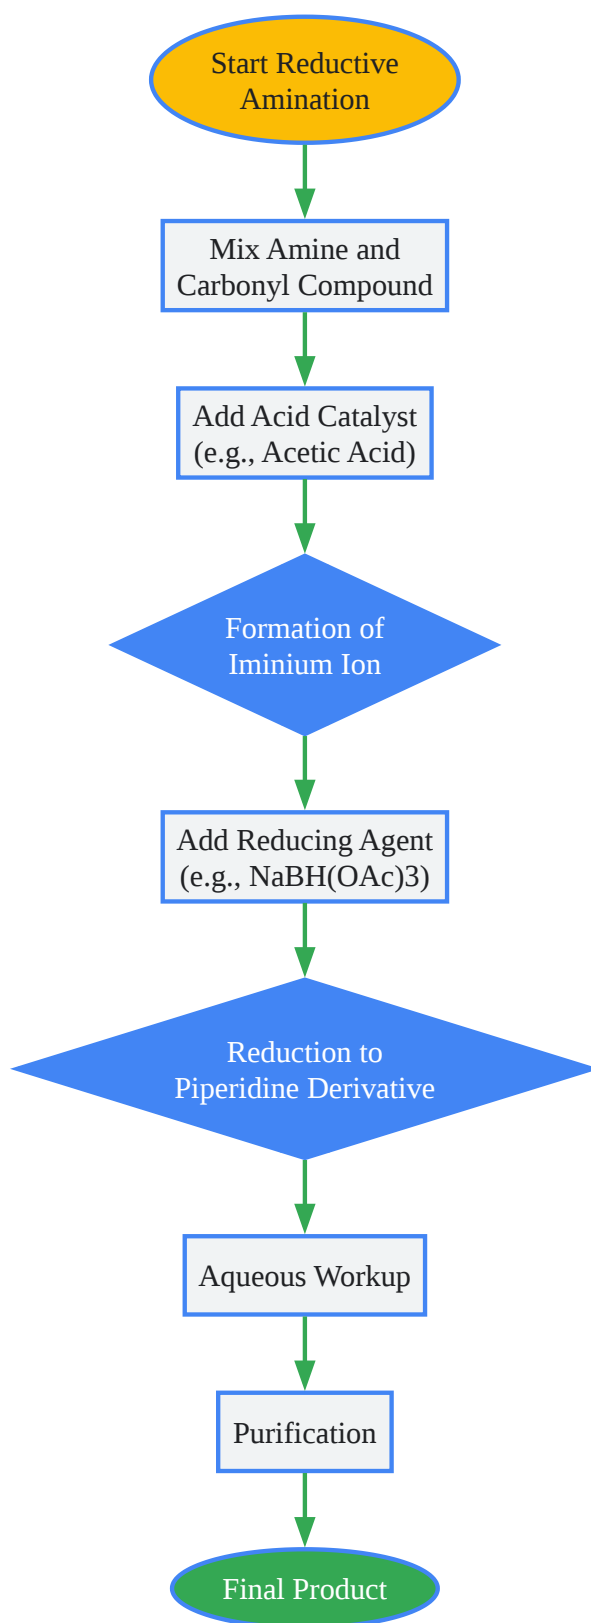 Start Reductive
Amination
Mix Amine and
Carbonyl Compound
Add Acid Catalyst
(e.g., Acetic Acid)
Formation of
Iminium Ion
Add Reducing Agent
(e.g., NaBH(OAc)3)
Reduction to
Piperidine Derivative
Aqueous Workup
Purification
Final Product